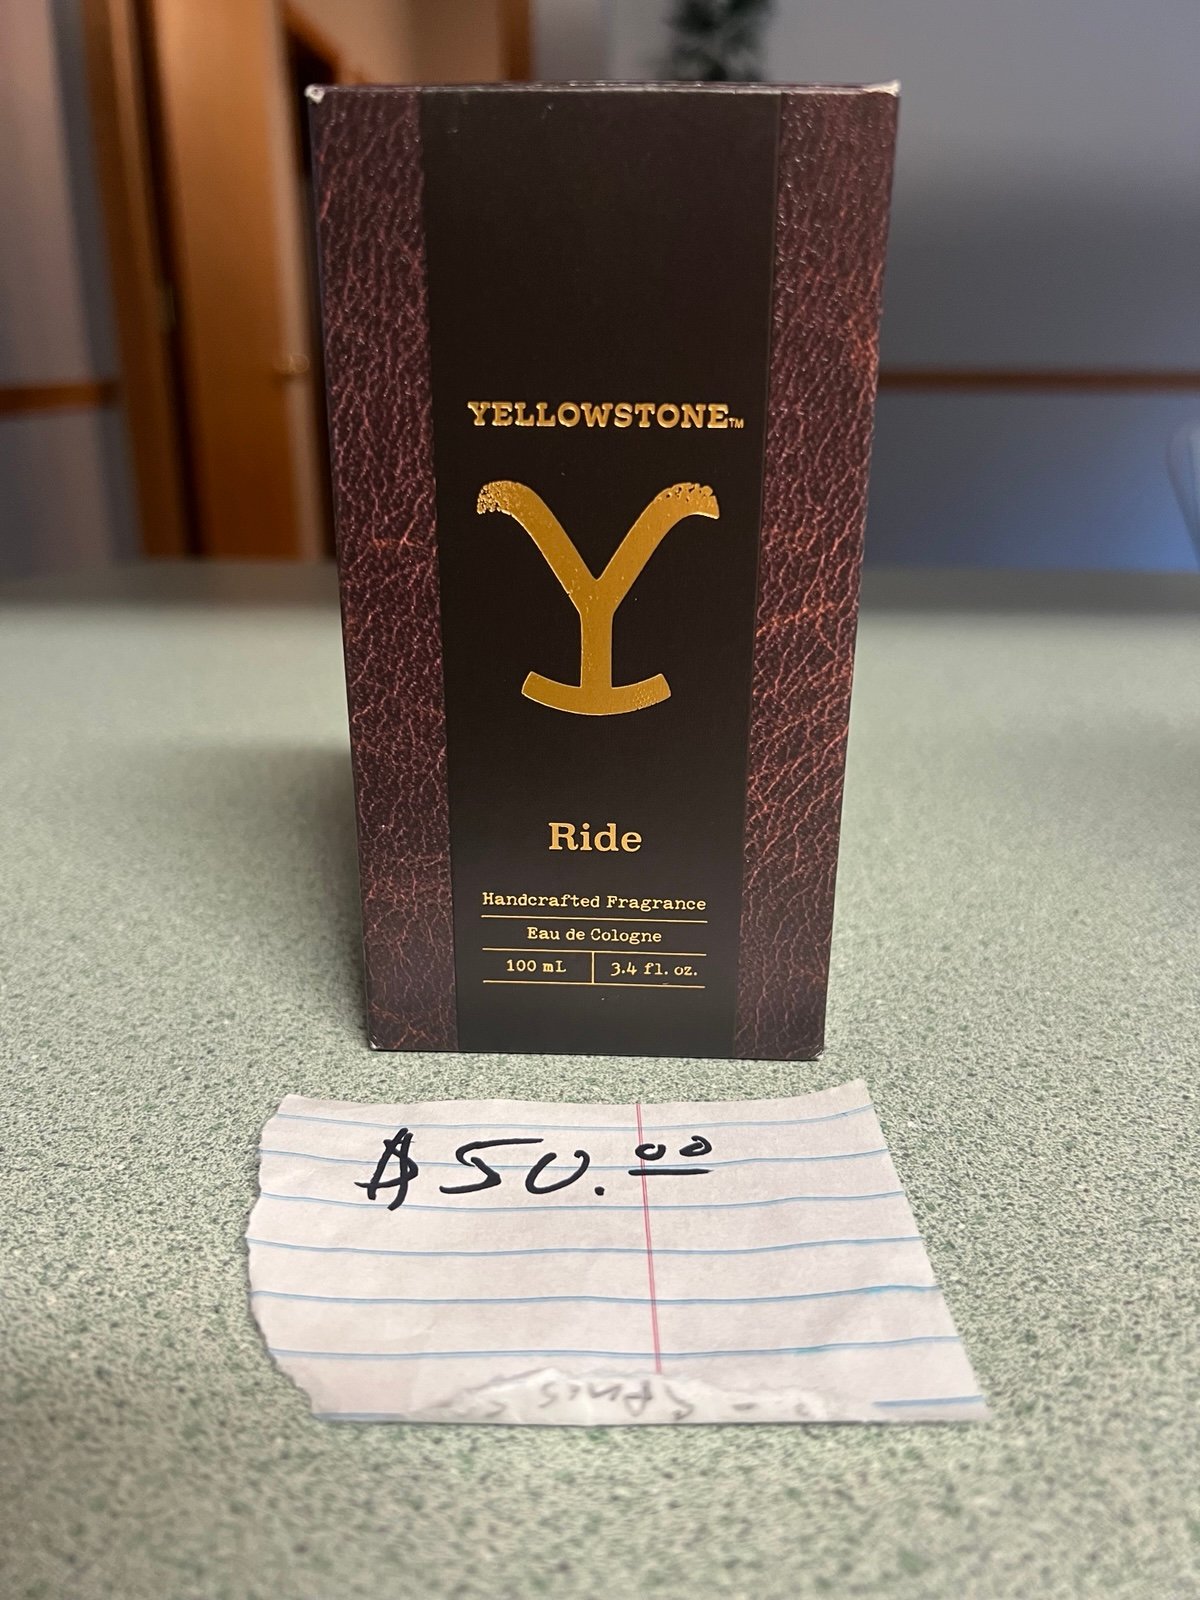 YELLOWSTONE™
Y
Ride
Handcrafted Fragrance
Eau de Cologne
100 mL 3.4 fl. oz.
$50.00